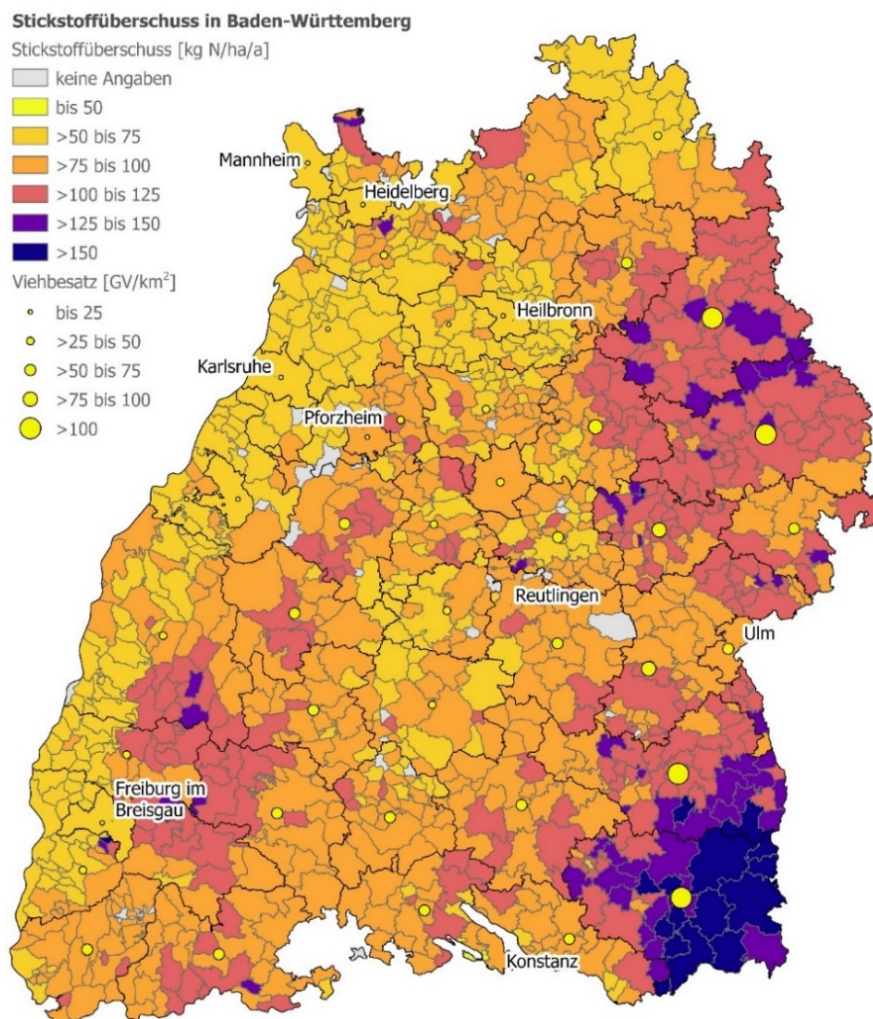 Stickstoffüberschuss in Baden-Württemberg
Stickstoffüberschuss [kg N/ha/a]
keine Angaben
bis 50
>50 bis 75
>75 bis 100
>100 bis 125
>125 bis 150
>150
Viehbesatz [GV/km²]
bis 25
>25 bis 50
>50 bis 75
>75 bis 100
>100
Mannheim
Heidelberg
Heilbronn
Karlsruhe
Pforzheim
Reutlingen
Ulm
Freiburg im
Breisgau
Konstanz